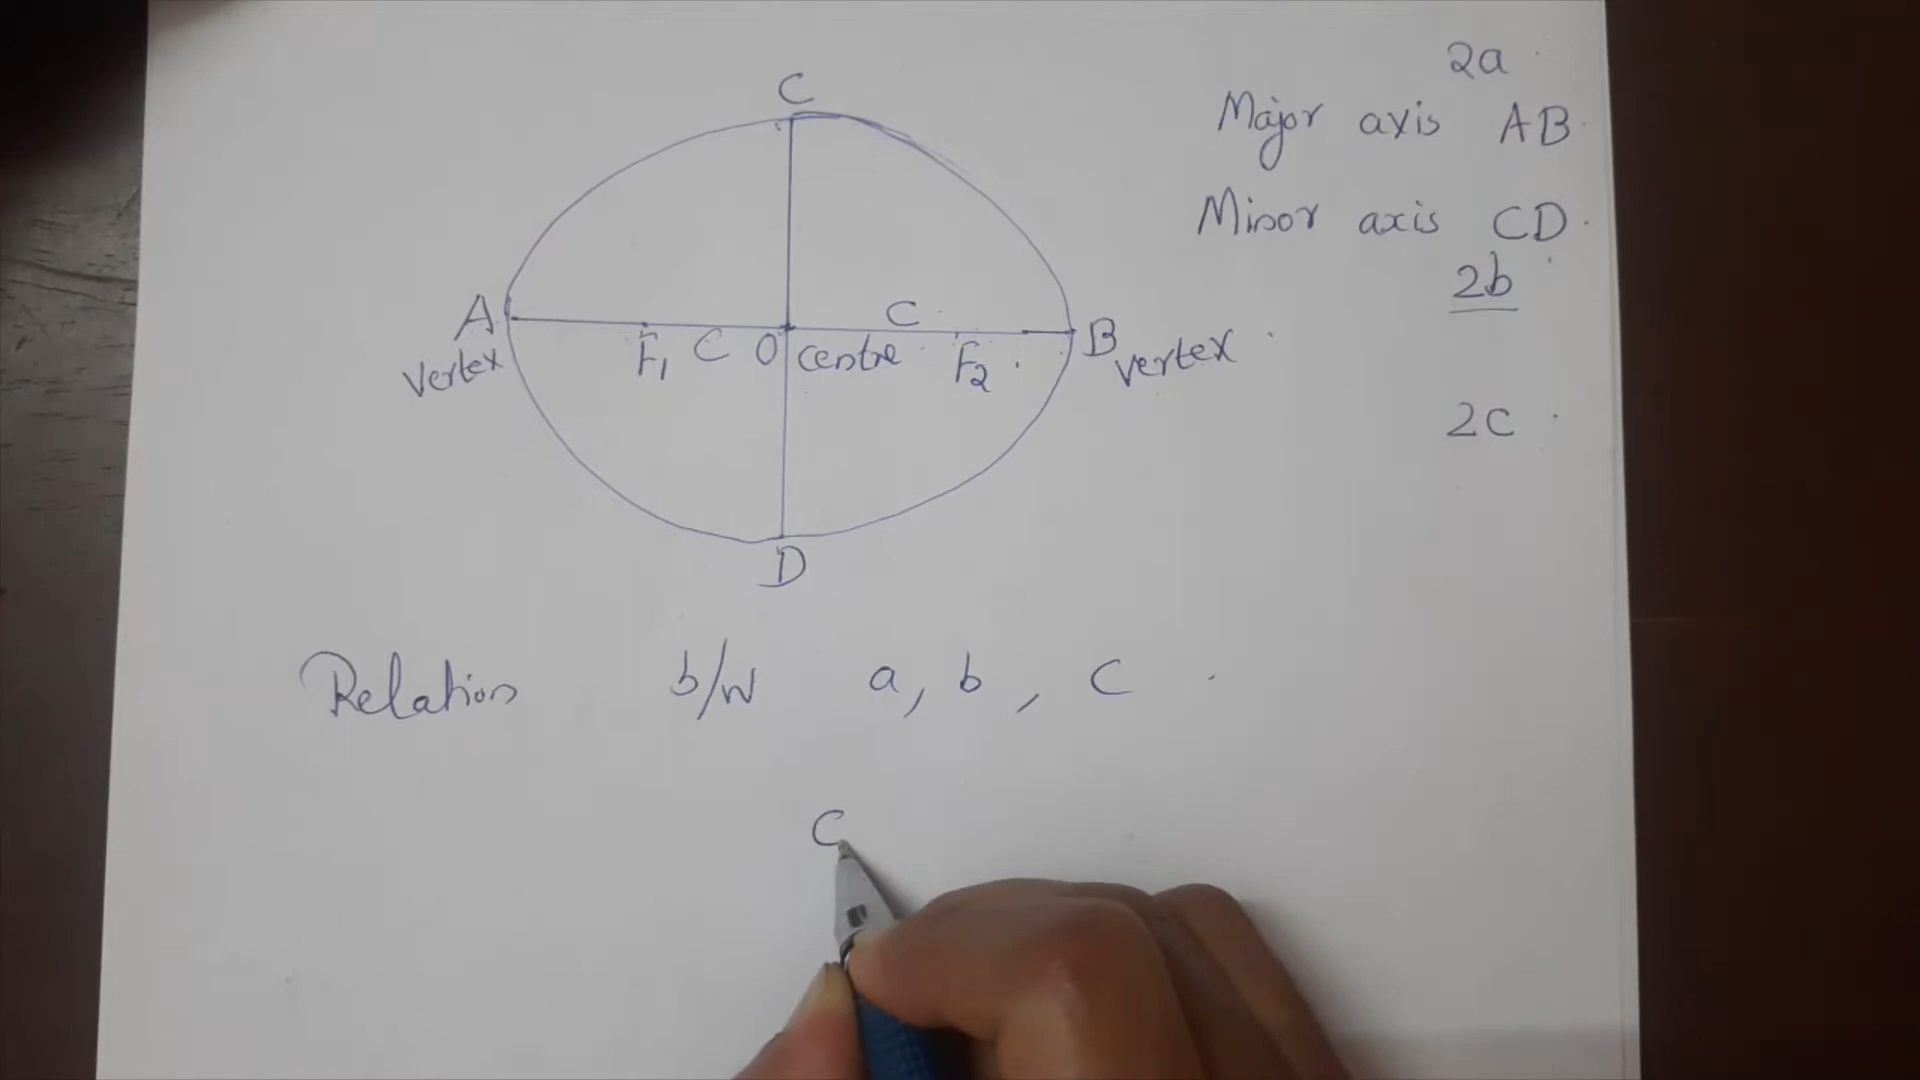 2a
C
Major axis AB
Minor axis CD
2b
A
C
B
F1 C O centre F2
vertex
vertex
2C
D
Relation b/w a, b, C
C